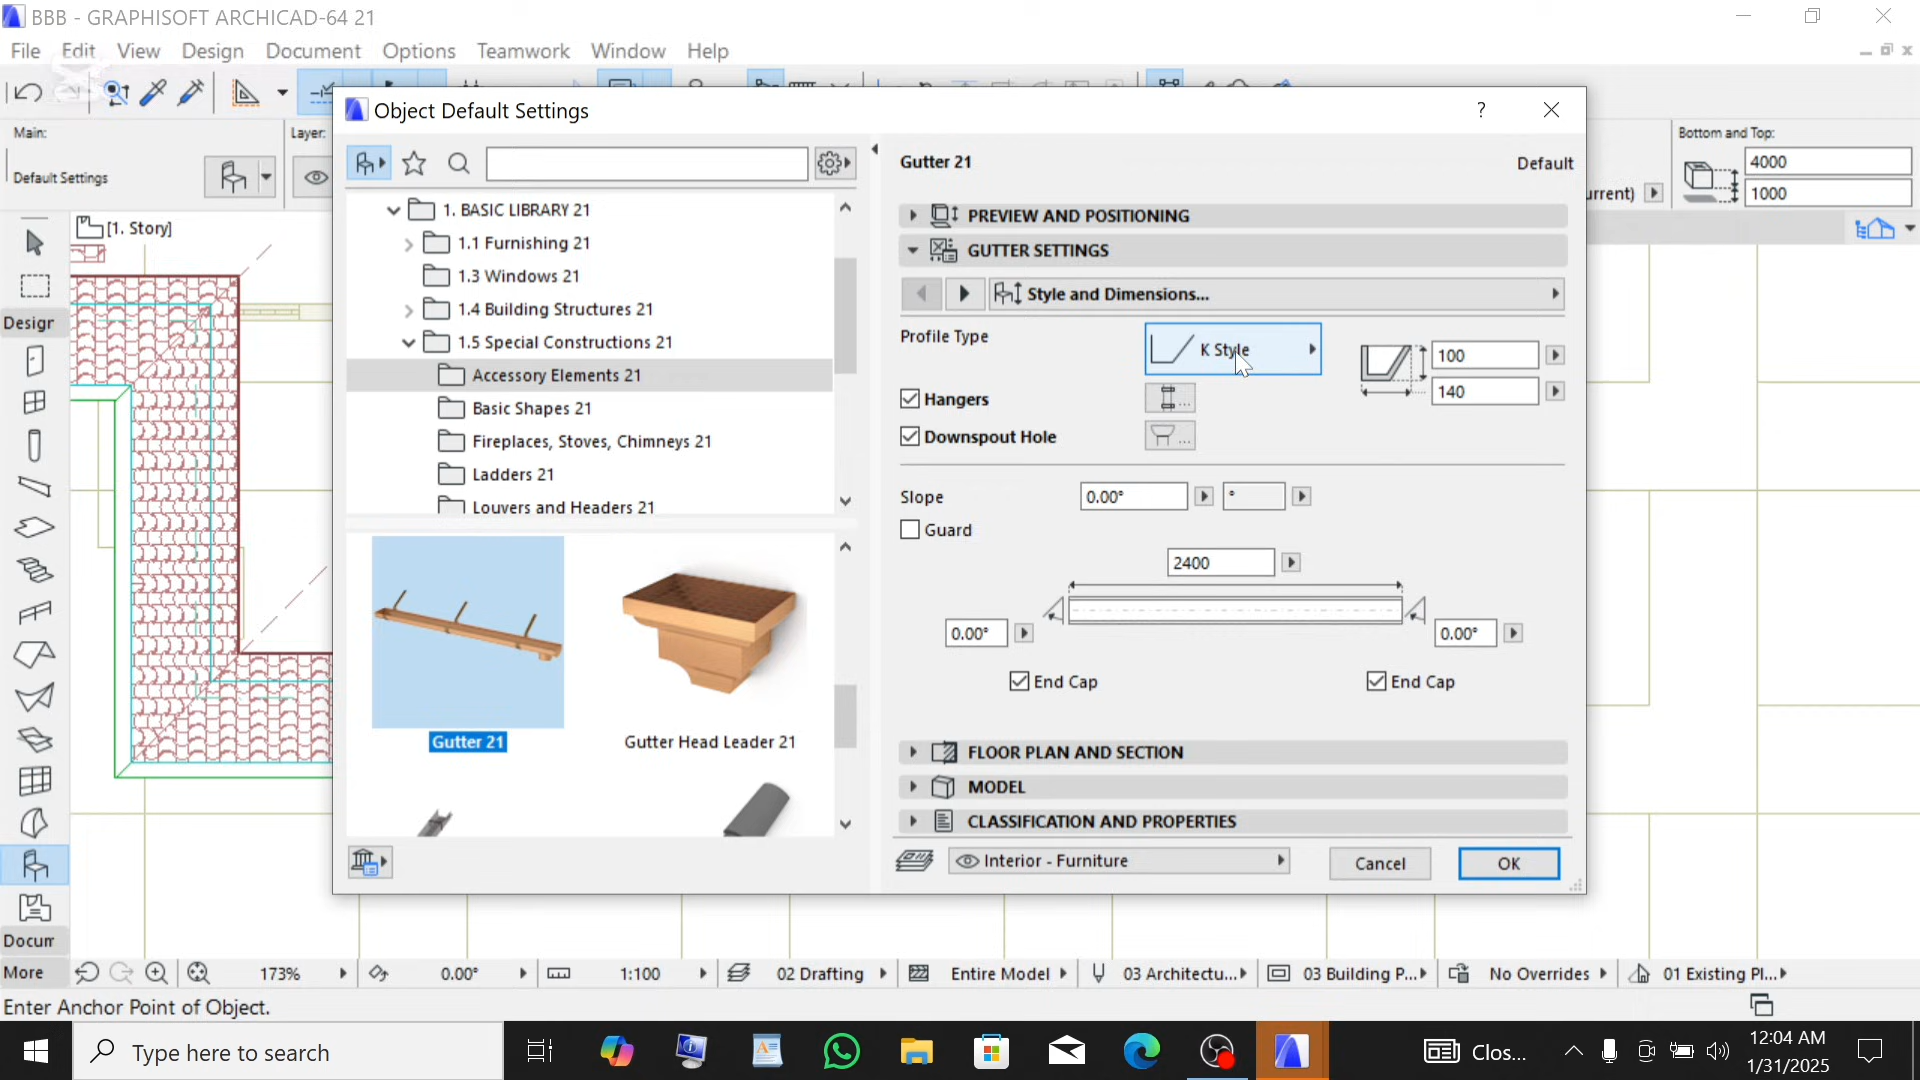 BBB - GRAPHISOFT ARCHICAD-64 21
File Edit View Design Document Options Teamwork Window Help
Main:
Layer:
Default Settings
Bottom and Top:
4000
1000
urrent)
[1. Story]
Object Default Settings
?
1. BASIC LIBRARY 21
1.1 Furnishing 21
1.3 Windows 21
1.4 Building Structures 21
1.5 Special Constructions 21
Accessory Elements 21
Basic Shapes 21
Fireplaces, Stoves, Chimneys 21
Ladders 21
Louvers and Headers 21
Gutter 21
Gutter Head Leader 21
Gutter 21
Default
PREVIEW AND POSITIONING
GUTTER SETTINGS
Style and Dimensions...
Profile Type
K Style
100
140
Hangers
...
Downspout Hole
...
Slope
0.00°
°
Guard
2400
0.00°
0.00°
End Cap
End Cap
FLOOR PLAN AND SECTION
MODEL
CLASSIFICATION AND PROPERTIES
Interior - Furniture
Cancel
OK
Design
Docum
More
173%
0.00°
1:100
02 Drafting
Entire Model
03 Architectu...
03 Building P...
No Overrides
01 Existing Pl...
Enter Anchor Point of Object.
Type here to search
Clos...
12:04 AM
1/31/2025